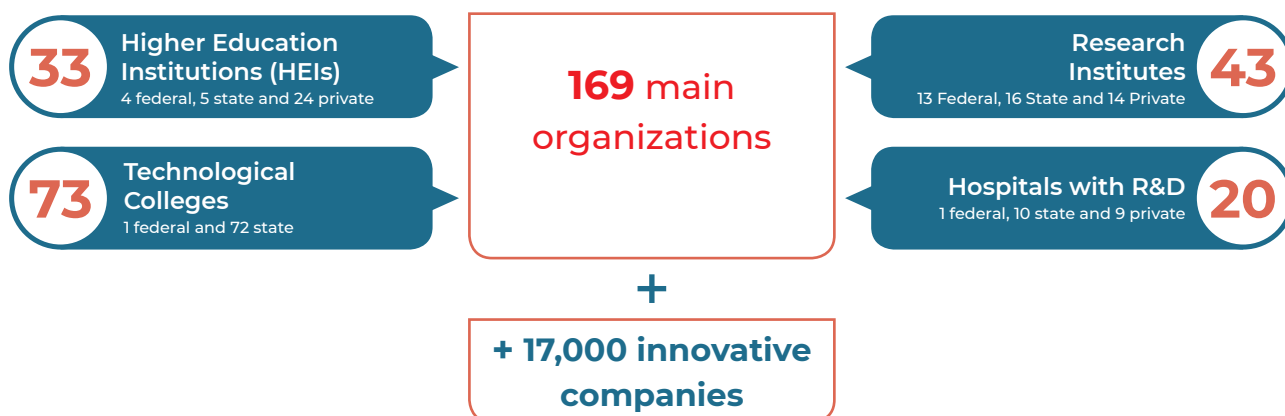 33
Higher Education
Institutions (HEIs)
4 federal, 5 state and 24 private
73
Technological
Colleges
1 federal and 72 state
169 main
organizations
Research
Institutes
13 Federal, 16 State and 14 Private
43
Hospitals with R&D
1 federal, 10 state and 9 private
20
+
+ 17,000 innovative
companies